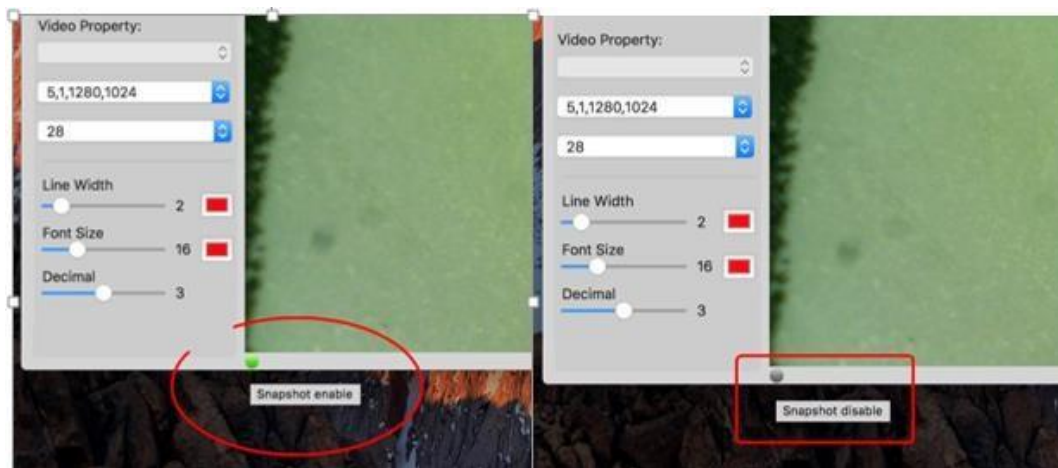 Video Property:
5,1,1280,1024
28
Line Width
2
Font Size
16
Decimal
3
Snapshot enable
Video Property:
5,1,1280,1024
28
Line Width
2
Font Size
16
Decimal
3
Snapshot disable